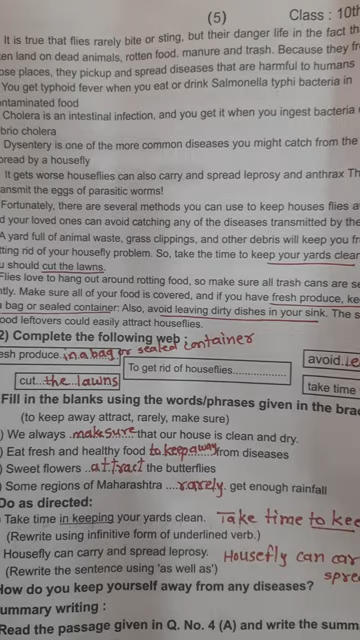 (5) Class : 10th
It is true that flies rarely bite or sting, but their danger life in the fact th
en land on dead animals, rotten food. manure and trash. Because they fr
ose places, they pickup and spread diseases that are harmful to humans
You get typhoid fever when you eat or drink Salmonella typhi bacteria in
ontaminated food
Cholera is an intestinal infection, and you get it when you ingest bacteria
brio cholera
Dysentery is one of the more common diseases you might catch from the
pread by a housefly
It gets worse houseflies can also carry and spread leprosy and anthrax Th
ansmit the eggs of parasitic worms!
Fortunately, there are several methods you can use to keep houses flies a
d your loved ones can avoid catching any of the diseases transmitted by the
A yard full of animal waste, grass clippings, and other debris will keep you fr
tting rid of your housefly problem. So, take the time to keep your yards clean
u should cut the lawns.
Flies love to hang out around rotting food, so make sure all trash cans are se
ntly. Make sure all of your food is covered, and if you have fresh produce, ke
a bag or sealed container: Also, avoid leaving dirty dishes in your sink. The s
ood leftovers could easily attract houseflies.
2) Complete the following web :
esh produce. in a bag or sealed container
To get rid of houseflies..................
avoid.le
cut...the lawns
take time
Fill in the blanks using the words/phrases given in the bra
(to keep away attract, rarely, make sure)
) We always ..make sure..that our house is clean and dry.
) Eat fresh and healthy food to keep away from diseases
) Sweet flowers ..attract the butterflies
) Some regions of Maharashtra ....rarely. get enough rainfall
Do as directed:
Take time in keeping your yards clean. Take time to kee
(Rewrite using infinitive form of underlined verb.)
Housefly can carry and spread leprosy. Housefly can car
(Rewrite the sentence using 'as well as') spre
How do you keep yourself away from any diseases?
ummary writing :
Read the passage given in Q. No. 4 (A) and write the summ